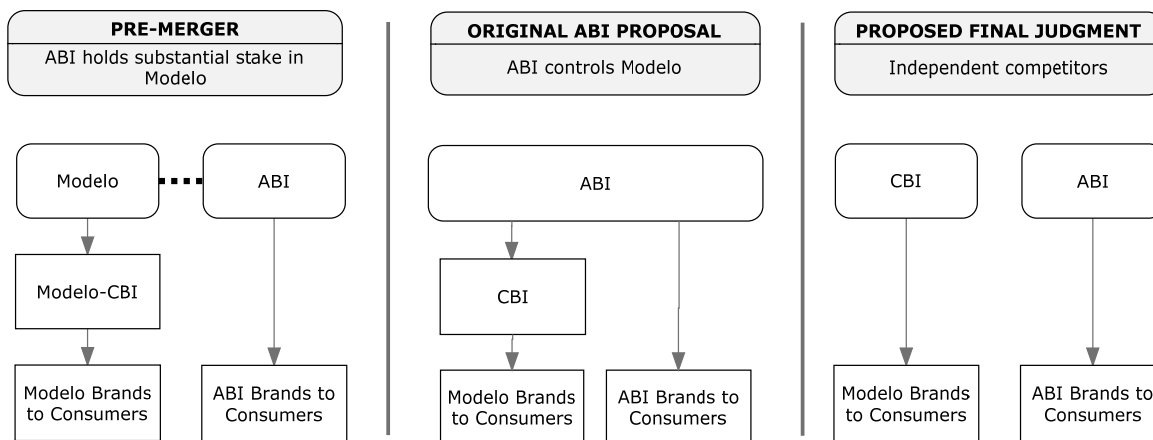 PRE-MERGER
ABI holds substantial stake in
Modelo
Modelo
ABI
Modelo-CBI
Modelo Brands
to Consumers
ABI Brands to
Consumers
ORIGINAL ABI PROPOSAL
ABI controls Modelo
ABI
CBI
Modelo Brands
to Consumers
ABI Brands to
Consumers
PROPOSED FINAL JUDGMENT
Independent competitors
CBI
ABI
Modelo Brands
to Consumers
ABI Brands to
Consumers